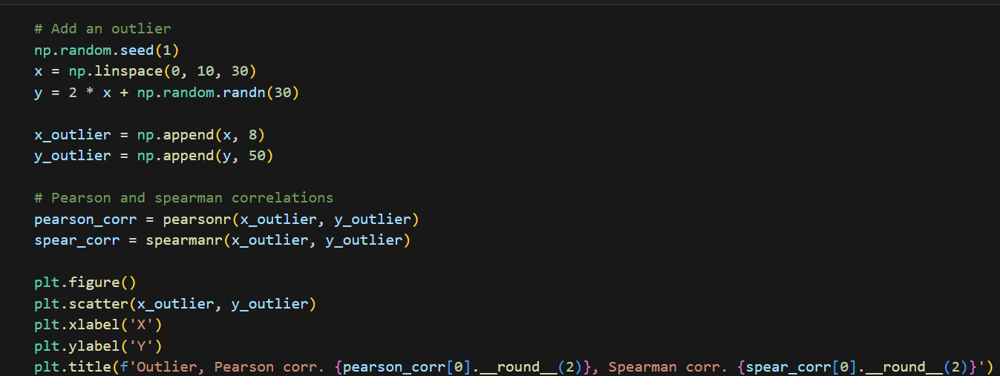 # Add an outlier
np.random.seed(1)
x = np.linspace(0, 10, 30)
y = 2 * x + np.random.randn(30)
x_outlier = np.append(x, 8)
y_outlier = np.append(y, 50)
# Pearson and spearman correlations
pearson_corr = pearsonr(x_outlier, y_outlier)
spear_corr = spearmanr(x_outlier, y_outlier)
plt.figure()
plt.scatter(x_outlier, y_outlier)
plt.xlabel('X')
plt.ylabel('Y')
plt.title(f'Outlier, Pearson corr. {pearson_corr[0].__round__(2)}, Spearman corr. {spear_corr[0].__round__(2)}')